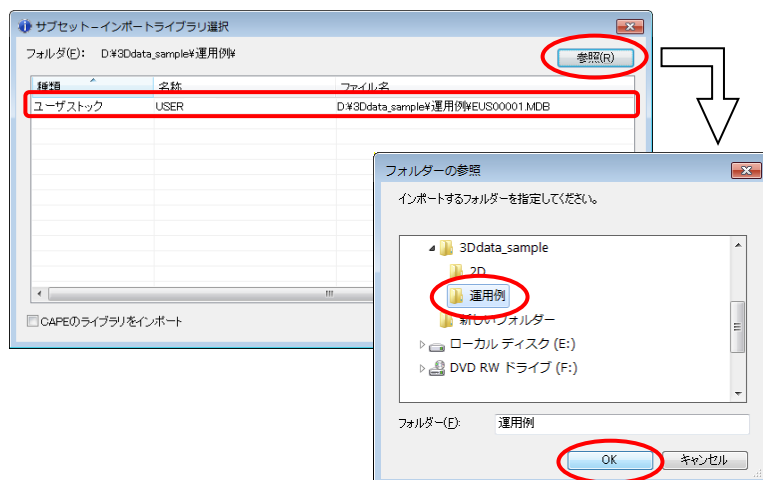 サブセット－インポートライブラリ選択
フォルダ(F): D:¥3Ddata_sample¥運用例¥
参照(R)
種類 名称 ファイル名
ユーザストック USER D:¥3Ddata_sample¥運用例¥EUS00001.MDB
CAPEのライブラリをインポート
フォルダーの参照
インポートするフォルダーを指定してください。
3Ddata_sample
2D
運用例
新しいフォルダー
ローカル ディスク (E:)
DVD RW ドライブ (F:)
フォルダー(F): 運用例
OK キャンセル